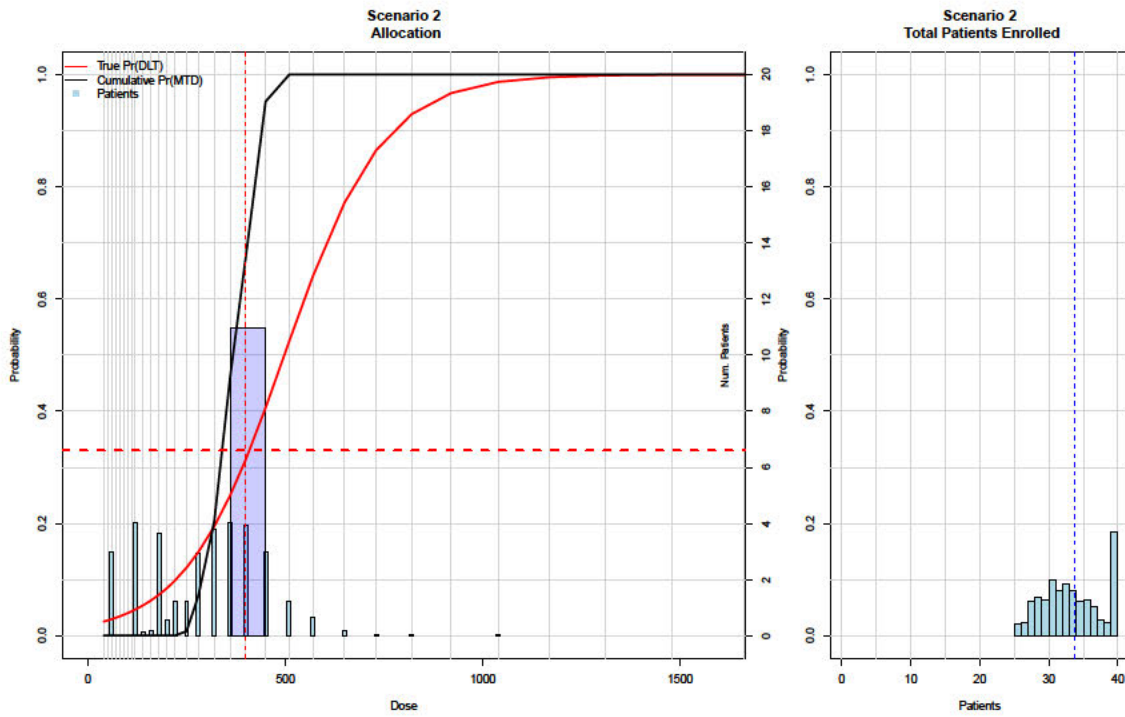 Scenario 2
Allocation
True Pr(DLT)
Cumulative Pr(MTD)
Patients
Probability
0.0
0.2
0.4
0.6
0.8
1.0
0
500
1000
1500
Dose
0
2
4
6
8
10
12
14
16
18
20
Num. Patients
Scenario 2
Total Patients Enrolled
Probability
0.0
0.2
0.4
0.6
0.8
1.0
0
10
20
30
40
Patients